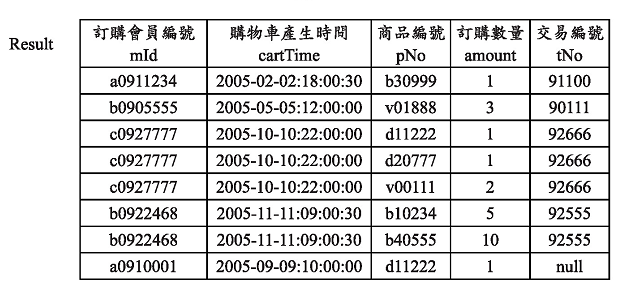 Result
訂購會員編號 購物車產生時間 商品編號 訂購數量 交易編號
mId cartTime pNo amount tNo
a0911234 2005-02-02:18:00:30 b30999 1 91100
b0905555 2005-05-05:12:00:00 v01888 3 90111
c0927777 2005-10-10:22:00:00 d11222 1 92666
c0927777 2005-10-10:22:00:00 d20777 1 92666
c0927777 2005-10-10:22:00:00 v00111 2 92666
b0922468 2005-11-11:09:00:30 b10234 5 92555
b0922468 2005-11-11:09:00:30 b40555 10 92555
a0910001 2005-09-09:10:00:00 d11222 1 null